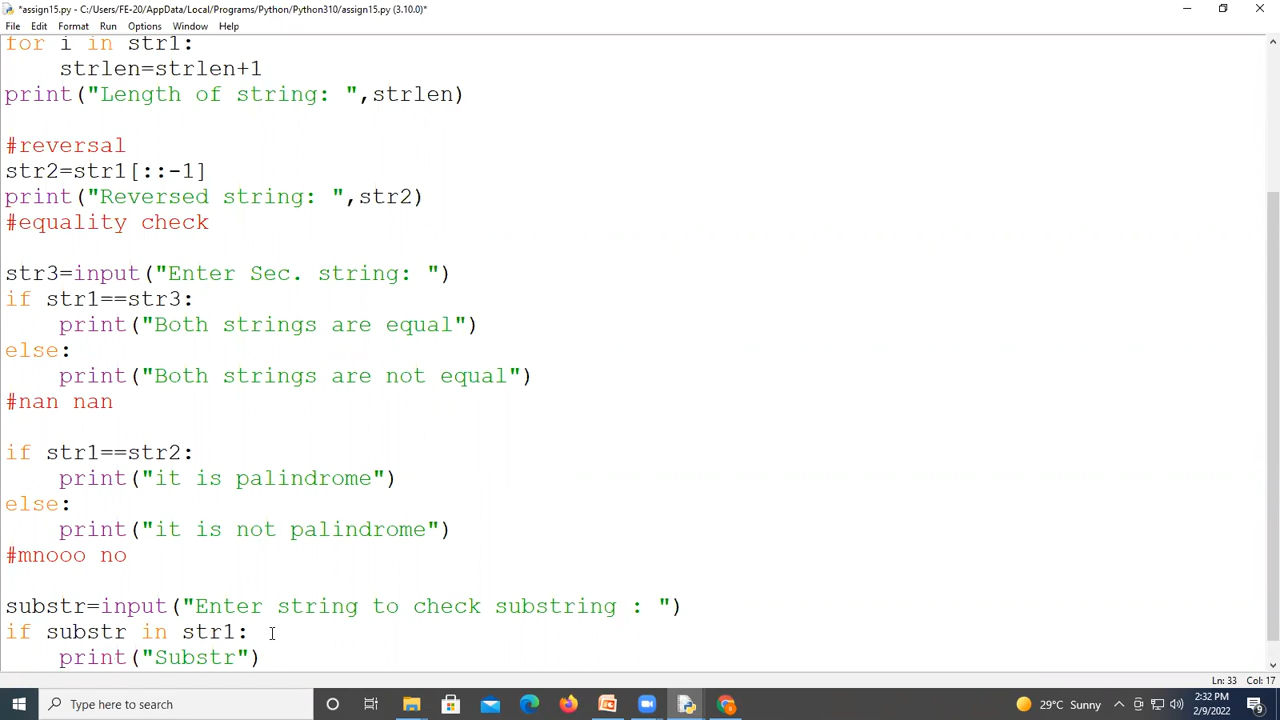 *assign15.py - C:/Users/FE-20/AppData/Local/Programs/Python/Python310/assign15.py (3.10.0)*
File Edit Format Run Options Window Help
for i in str1:
    strlen=strlen+1
print("Length of string: ",strlen)
#reversal
str2=str1[::-1]
print("Reversed string: ",str2)
#equality check
str3=input("Enter Sec. string: ")
if str1==str3:
    print("Both strings are equal")
else:
    print("Both strings are not equal")
#nan nan
if str1==str2:
    print("it is palindrome")
else:
    print("it is not palindrome")
#mnooo no
substr=input("Enter string to check substring : ")
if substr in str1:
    print("Substr")
Ln: 33 Col: 17
Type here to search
29°C Sunny
2:32 PM
2/9/2022
9